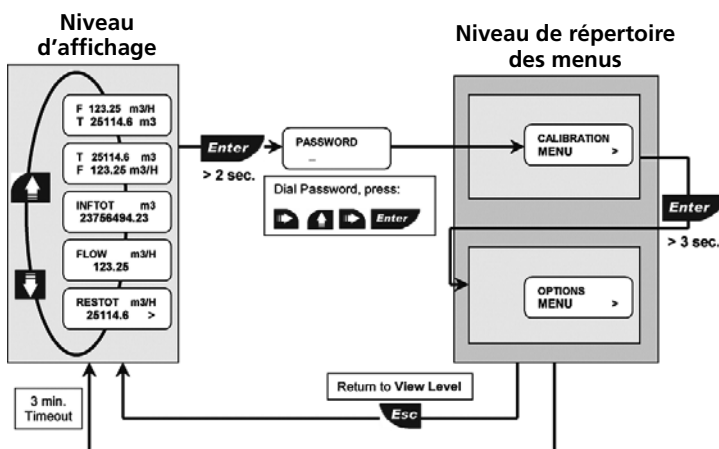 Niveau
d’affichage
Niveau de répertoire
des menus
F 123.25 m3/H
T 25114.6 m3
T 25114.6 m3
F 123.25 m3/H
INFTOT m3
23756494.23
FLOW m3/H
123.25
RESTOT m3/H
25114.6 >
Enter
> 2 sec.
PASSWORD
_
Dial Password, press:
Enter
CALIBRATION
MENU >
Enter
> 3 sec.
OPTIONS
MENU >
3 min.
Timeout
Return to View Level
Esc